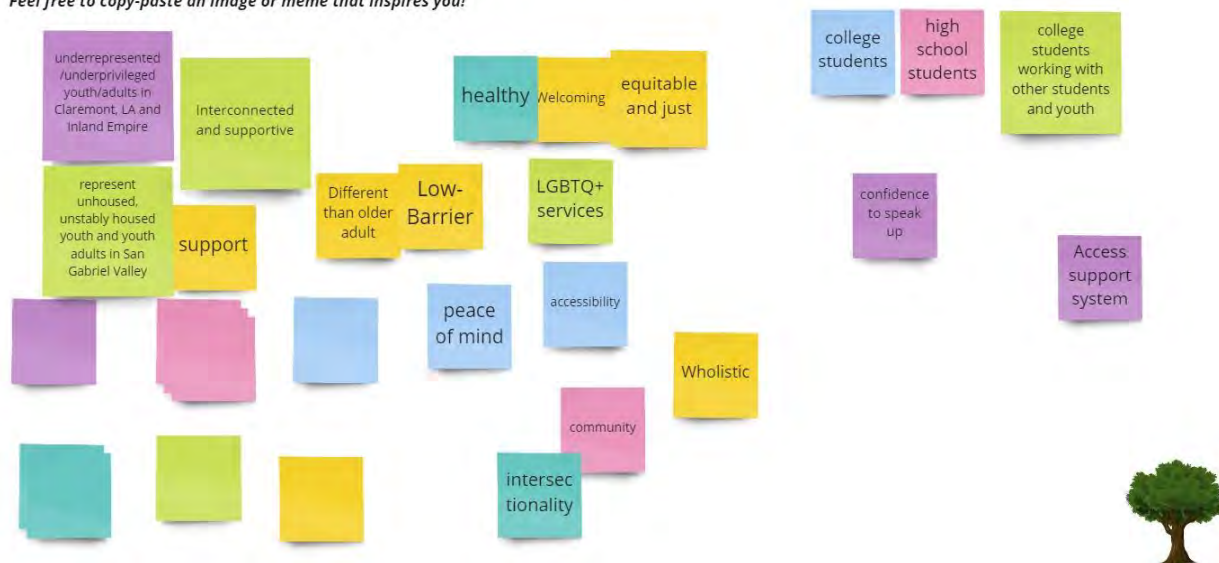 Feel free to copy-paste an image or meme that inspires you!
underrepresented
/underprivileged
youth/adults in
Claremont, LA and
Inland Empire
Interconnected
and supportive
healthy
Welcoming
equitable
and just
college
students
high
school
students
college
students
working with
other students
and youth
represent
unhoused,
unstably housed
youth and youth
adults in San
Gabriel Valley
support
Different
than older
adult
Low-
Barrier
LGBTQ+
services
confidence
to speak
up
Access
support
system
peace
of mind
accessibility
Wholistic
community
intersec
tionality